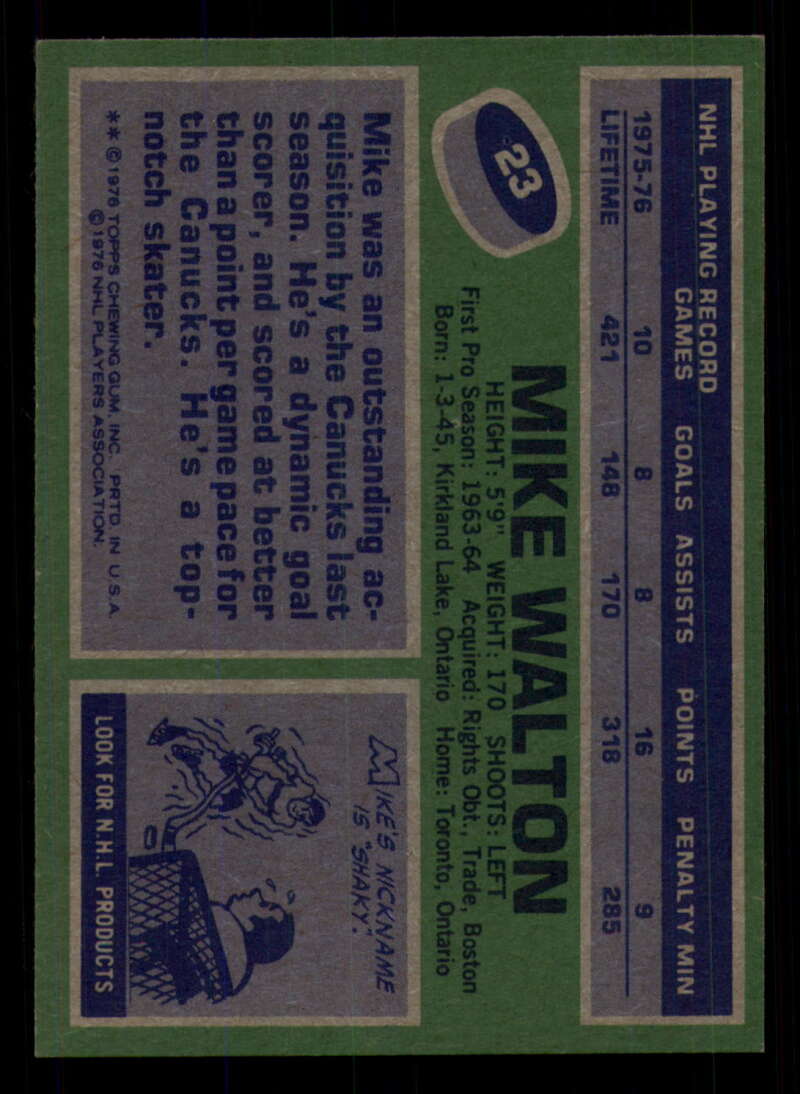 NHL PLAYING RECORD
GAMES GOALS ASSISTS POINTS PENALTY MIN
1975-76 10 8 8 16 9
LIFETIME 421 148 170 318 285
23
MIKE WALTON
HEIGHT: 5'9" WEIGHT: 170 SHOOTS: LEFT
First Pro Season: 1963-64 Acquired: Rights Obt., Trade, Boston
Born: 1-3-45, Kirkland Lake, Ontario Home: Toronto, Ontario
Mike was an outstanding ac-
quisition by the Canucks last
season. He's a dynamic goal
scorer, and scored at better
than a point per game pace for
the Canucks. He's a top-
notch skater.
** © 1976 TOPPS CHEWING GUM, INC. PRTD. IN U.S.A.
© 1976 NHL PLAYERS ASSOCIATION.
MIKE'S NICKNAME
IS "SHAKY".
LOOK FOR N.H.L. PRODUCTS